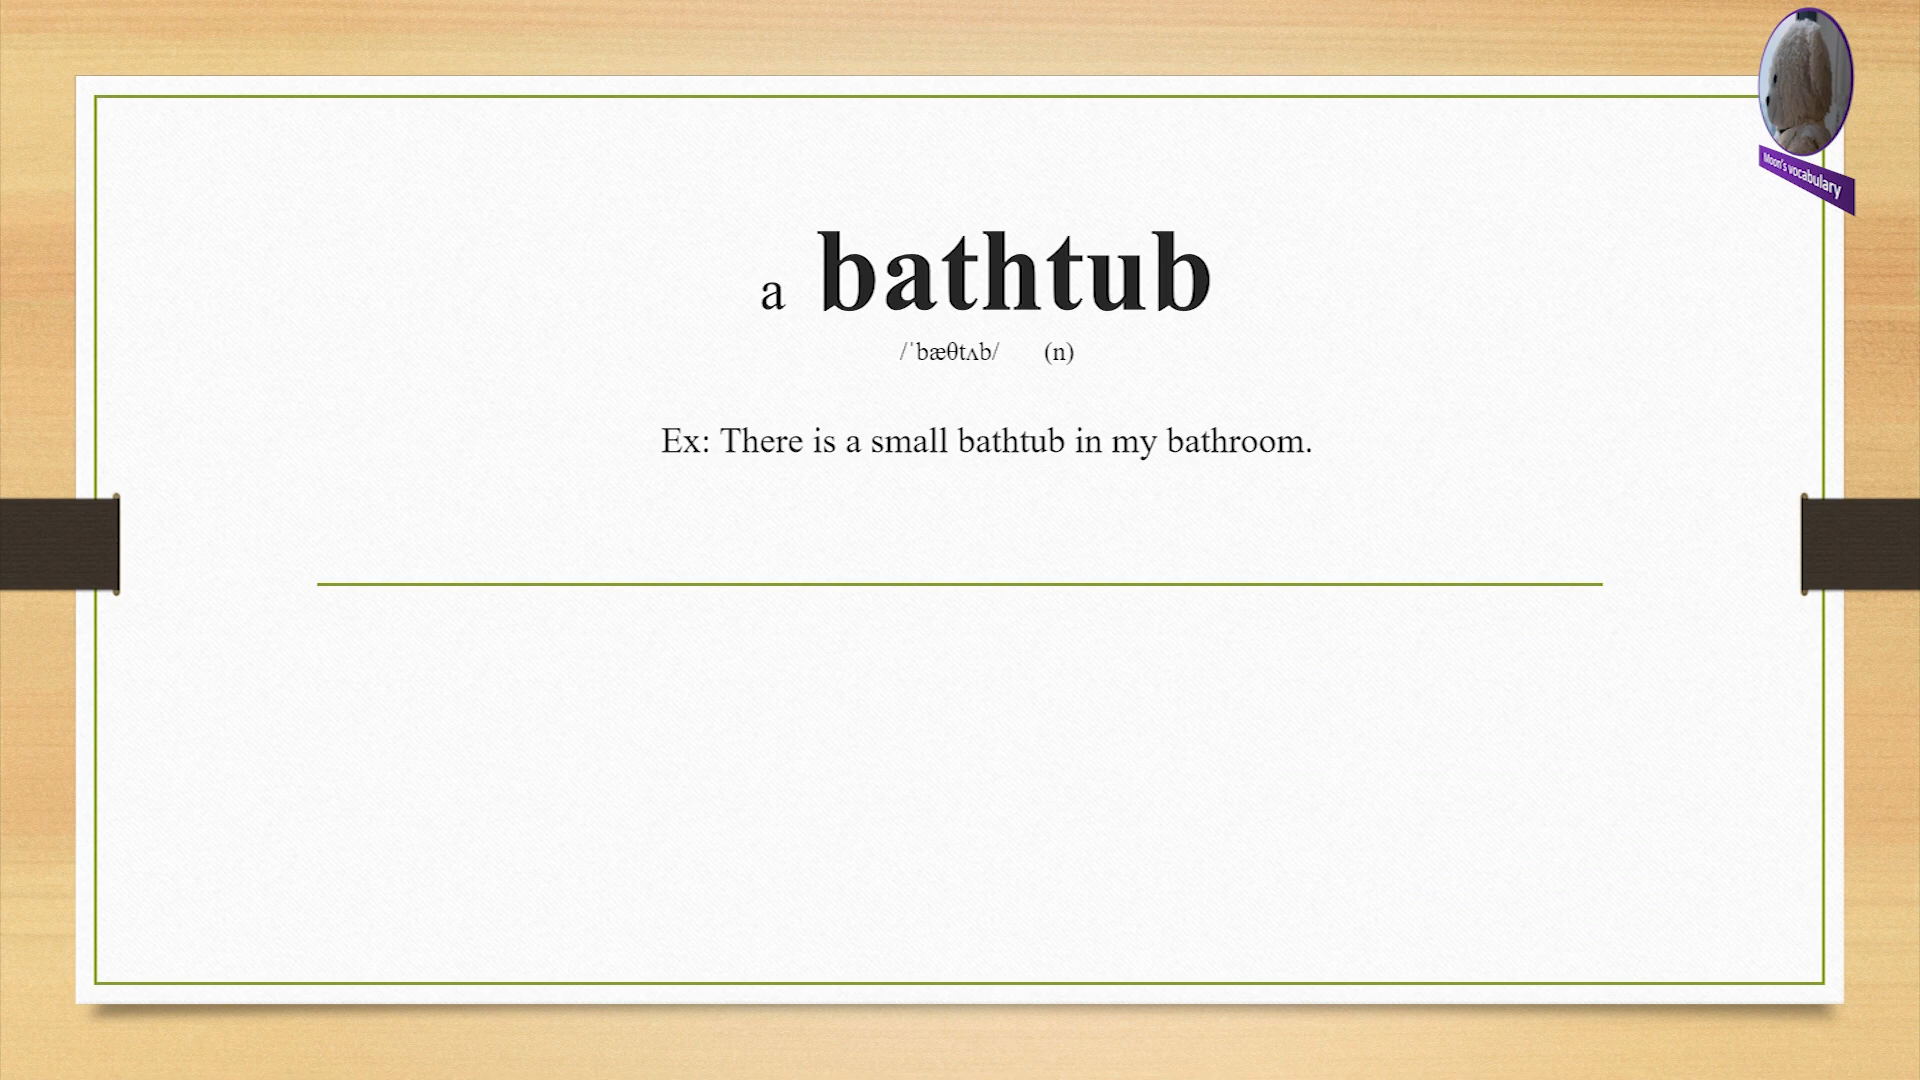 Moon's vocabulary
a bathtub
/ˈbæθtʌb/ (n)
Ex: There is a small bathtub in my bathroom.